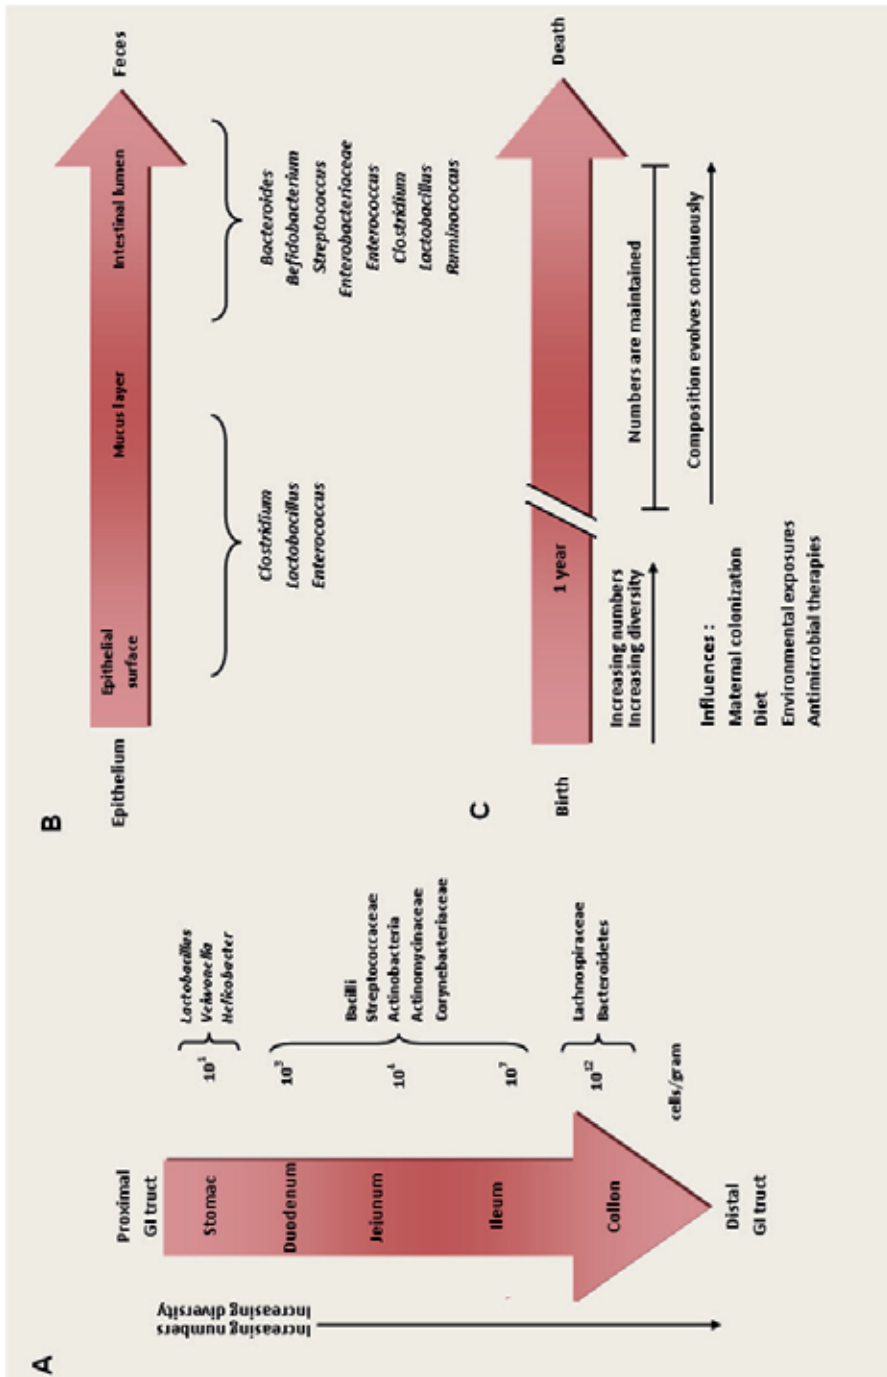 A
Increasing numbers
Increasing diversity
Proximal
GI truct
Stomac
Duodenum
Jejunum
Ileum
Collon
Distal
GI truct
10¹
10³
10⁴
10⁷
10¹²
cells/gram
Lactobacillus
Veivonella
Helicobacter
Bacilli
Streptococcaceae
Actinobacteria
Actinomycinaceae
Corynebacteriaceae
Lachnospiraceae
Bacteroidetes
B
Epithelium
Epithelial
surface
Mucus layer
Intestinal lumen
Feces
Clostridium
Lactobacillus
Enterococcus
Bacteroides
Befidobacterium
Streptococcus
Enterobacteriaceae
Enterococcus
Clostridium
Lactobacillus
Ruminococcus
C
Birth
1 year
Death
Increasing numbers
Increasing diversity
Numbers are maintained
Composition evolves continuously
Influences :
Maternal colonization
Diet
Environmental exposures
Antimicrobial therapies